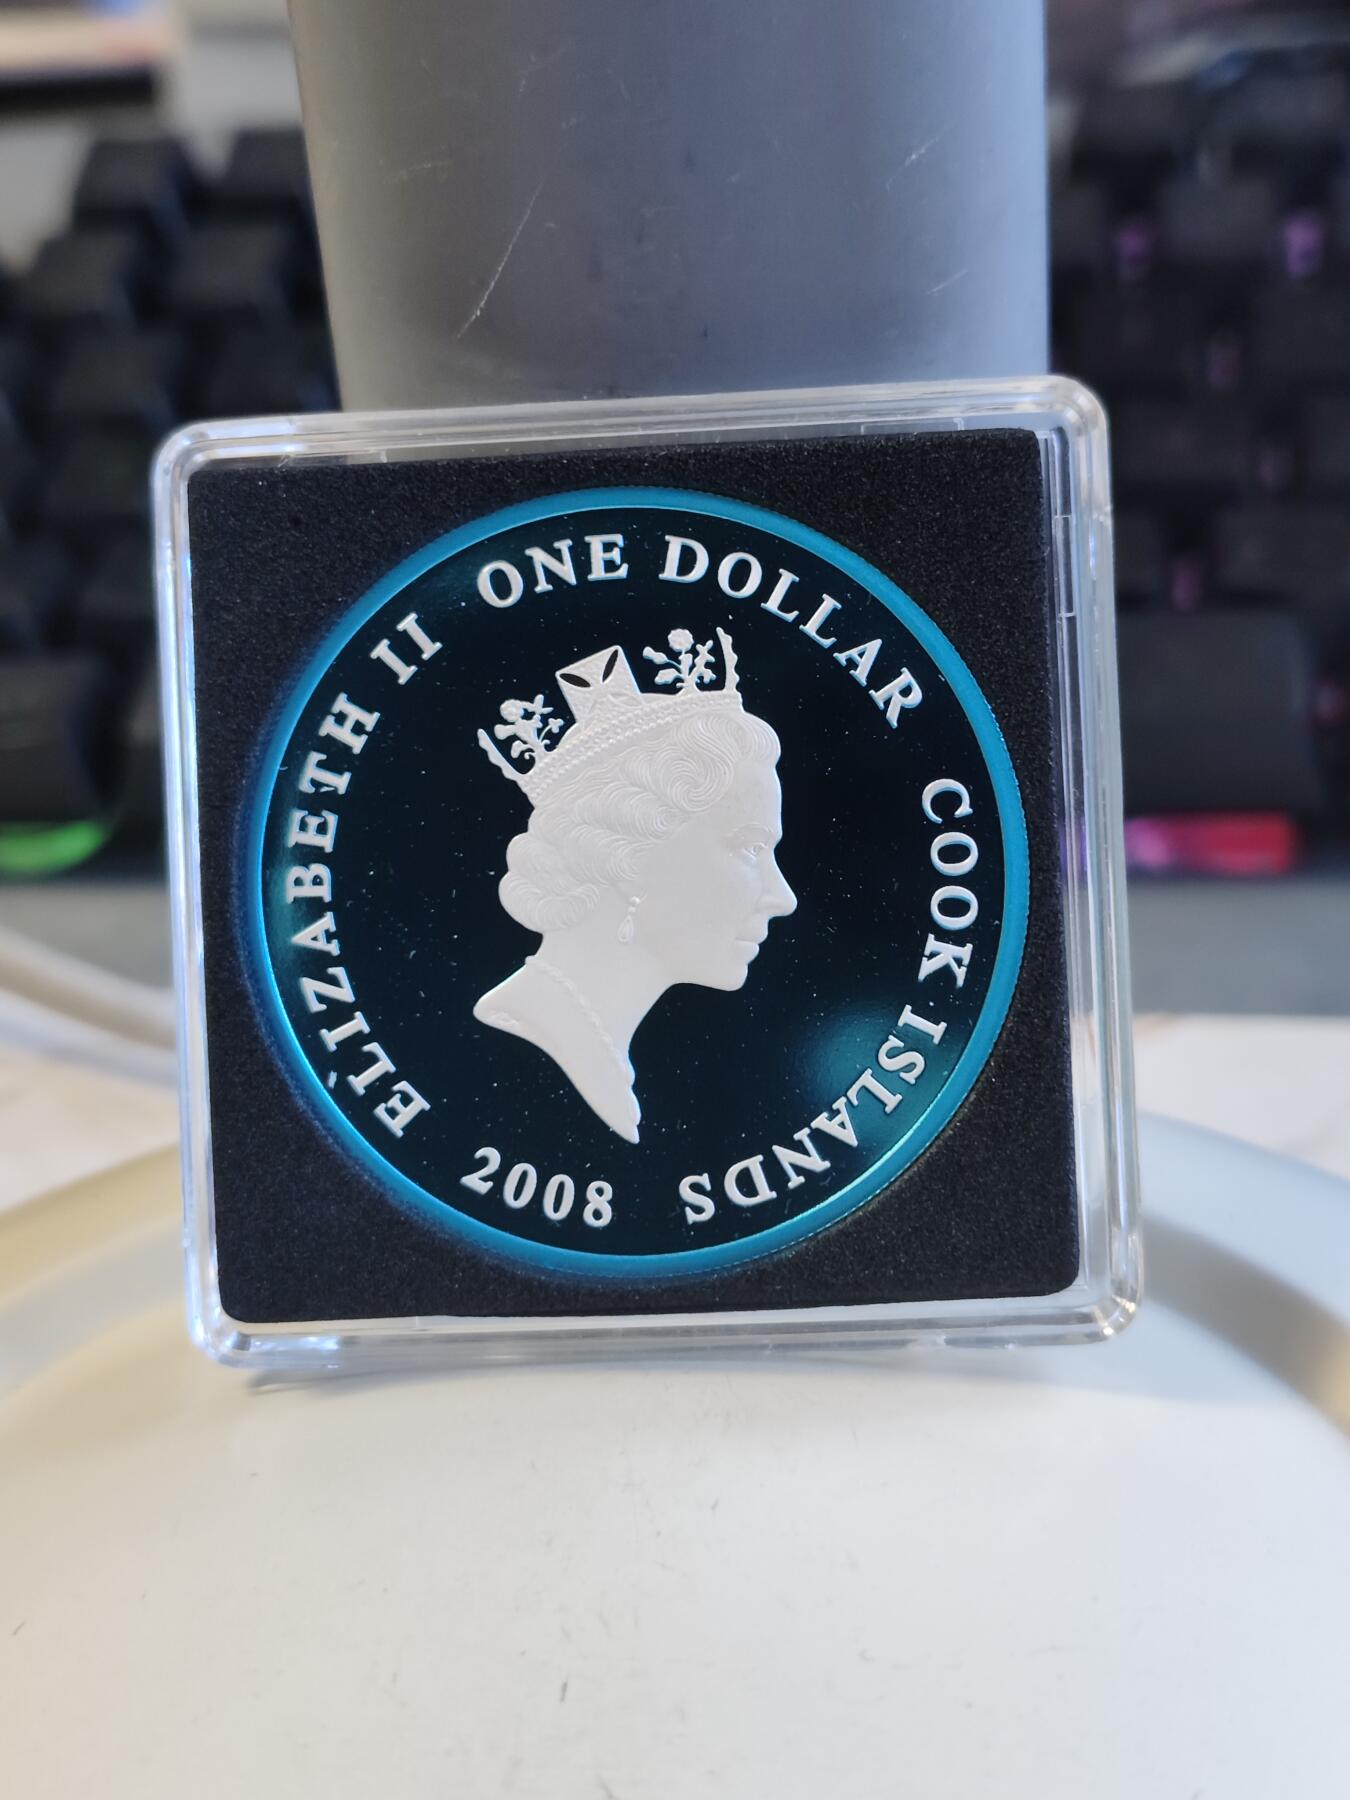 ELIZABETH II ONE DOLLAR COOK ISLANDS
2008